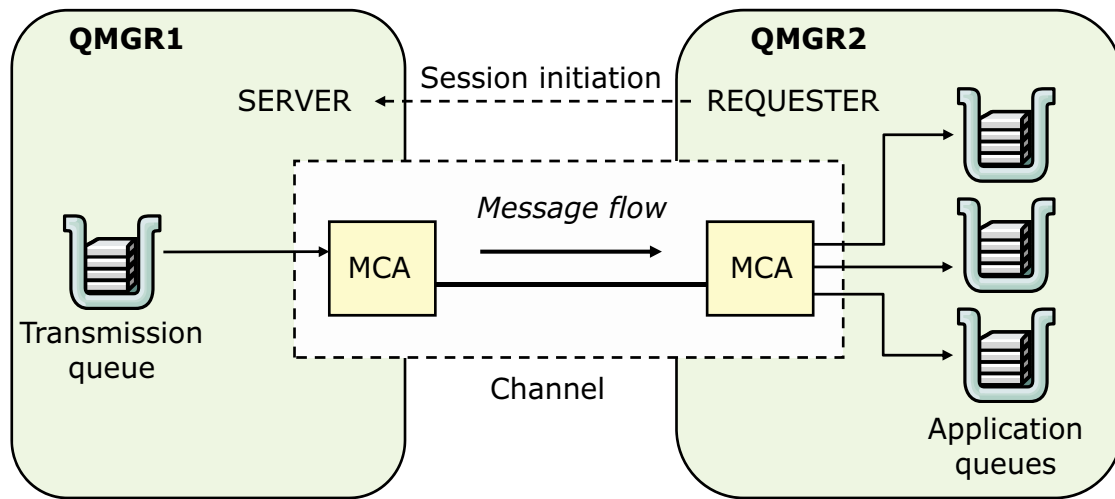 QMGR1
QMGR2
Session initiation
SERVER
REQUESTER
Message flow
MCA
MCA
Transmission
queue
Channel
Application
queues